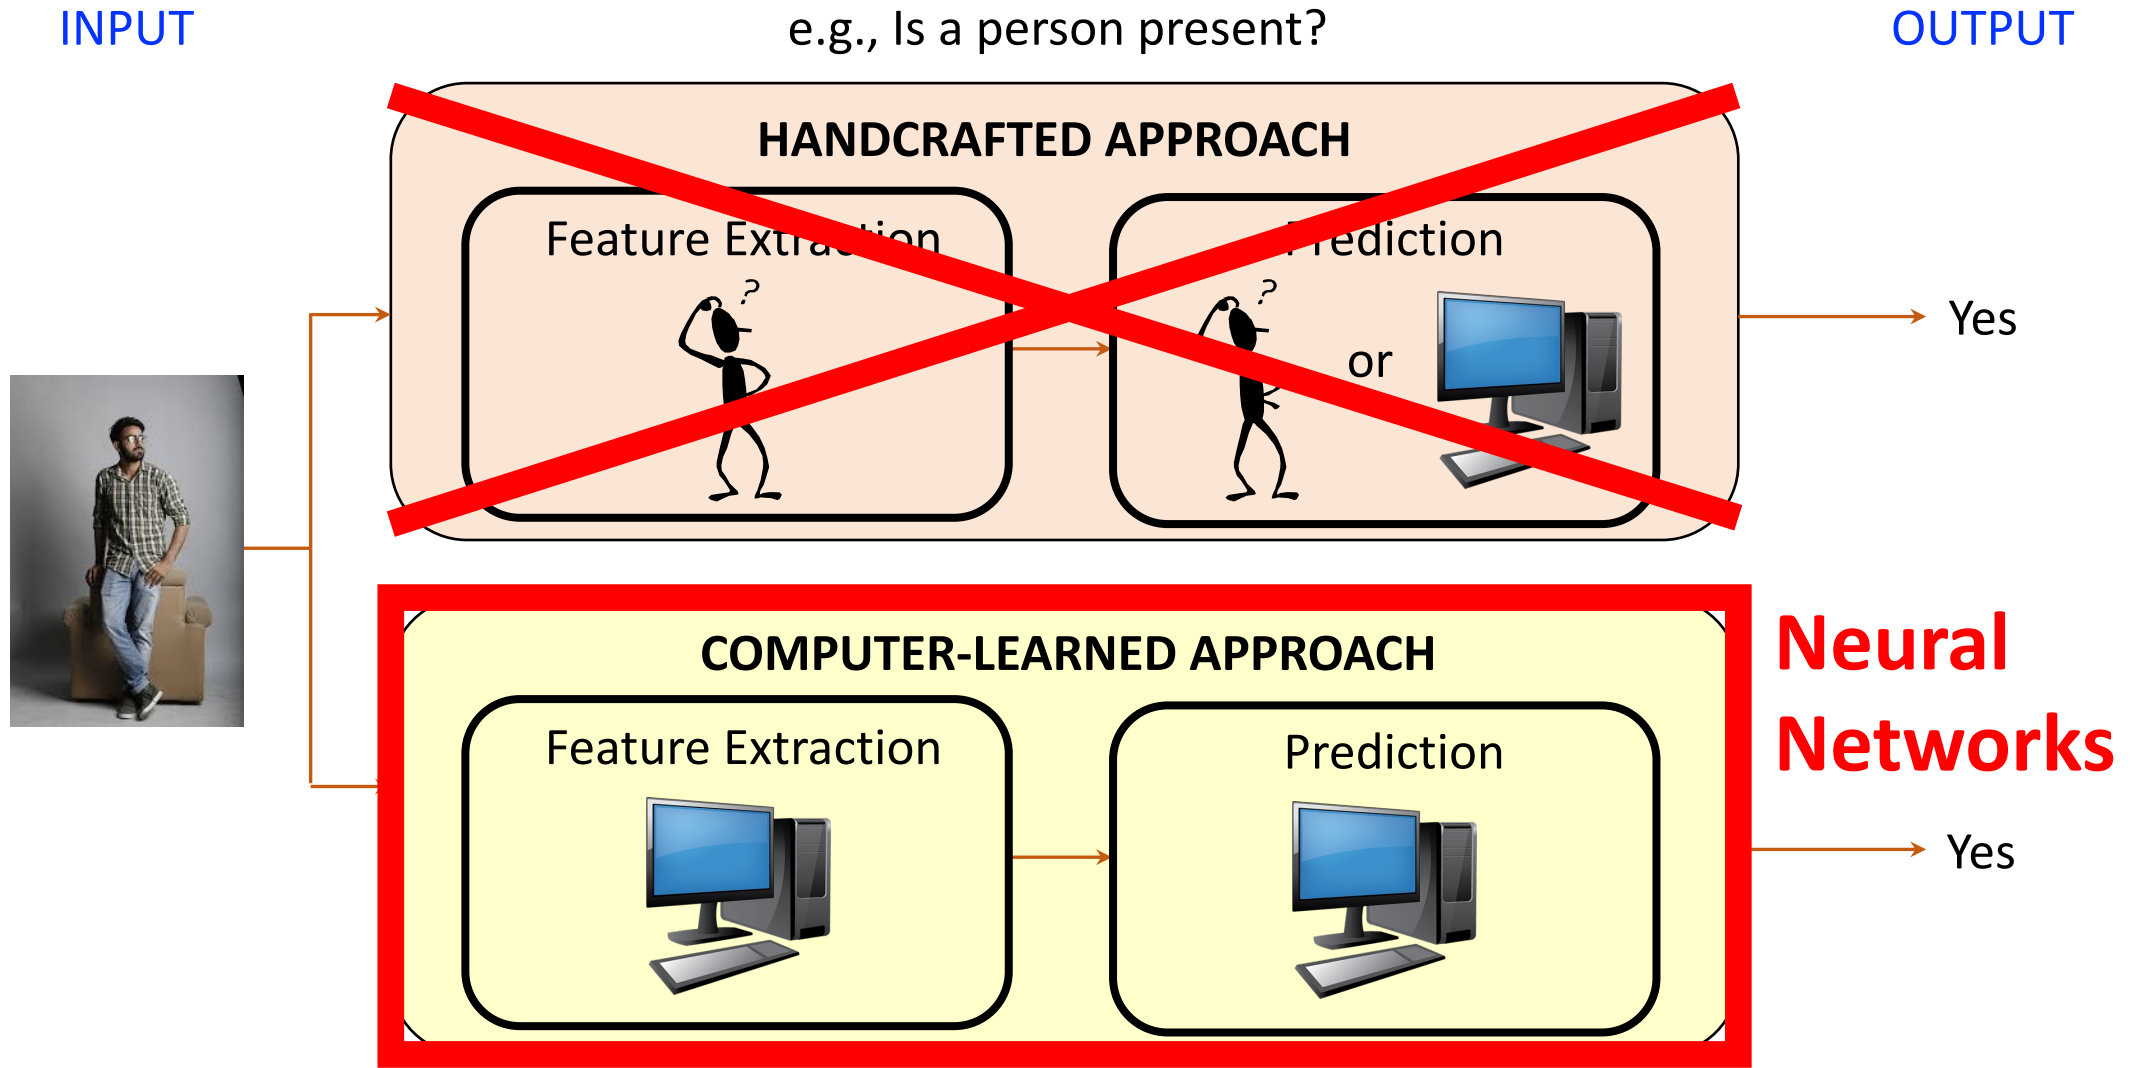 INPUT
e.g., Is a person present?
OUTPUT
HANDCRAFTED APPROACH
Feature Extraction
Prediction
?
?
or
Yes
COMPUTER-LEARNED APPROACH
Neural
Networks
Feature Extraction
Prediction
Yes